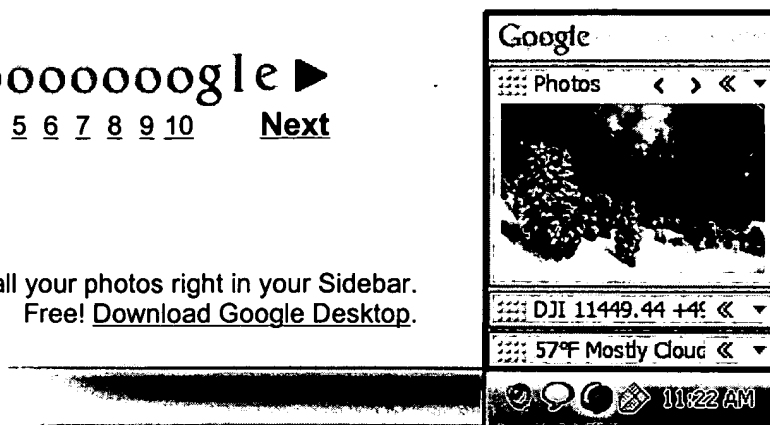 Google
oooooogle ▶
Photos
5 6 7 8 9 10 Next
all your photos right in your Sidebar.
Free! Download Google Desktop.
DJI 11449.44 +4
57°F Mostly Cloud
11:22 AM